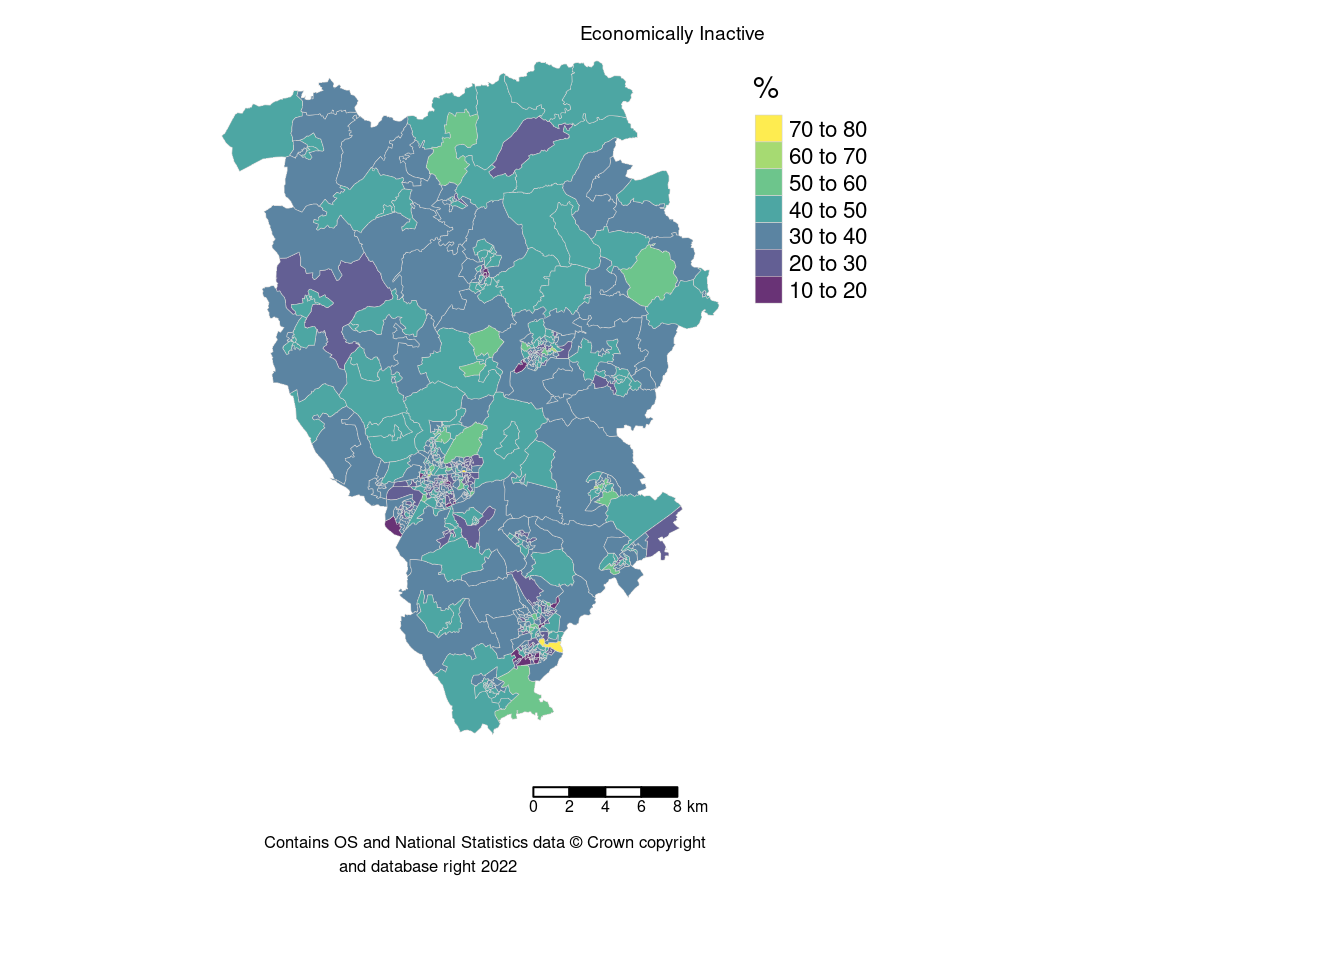 Economically Inactive
%
70 to 80
60 to 70
50 to 60
40 to 50
30 to 40
20 to 30
10 to 20
0 2 4 6 8 km
Contains OS and National Statistics data © Crown copyright
and database right 2022